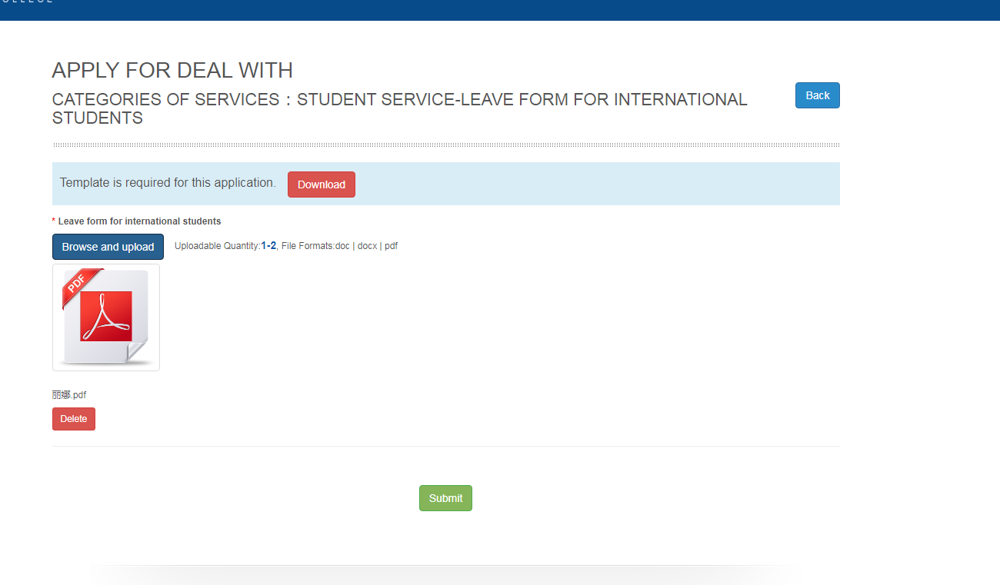 APPLY FOR DEAL WITH
CATEGORIES OF SERVICES：STUDENT SERVICE-LEAVE FORM FOR INTERNATIONAL
STUDENTS
Back
Template is required for this application.
Download
* Leave form for international students
Browse and upload
Uploadable Quantity:1-2, File Formats:doc | docx | pdf
PDF
丽娜.pdf
Delete
Submit